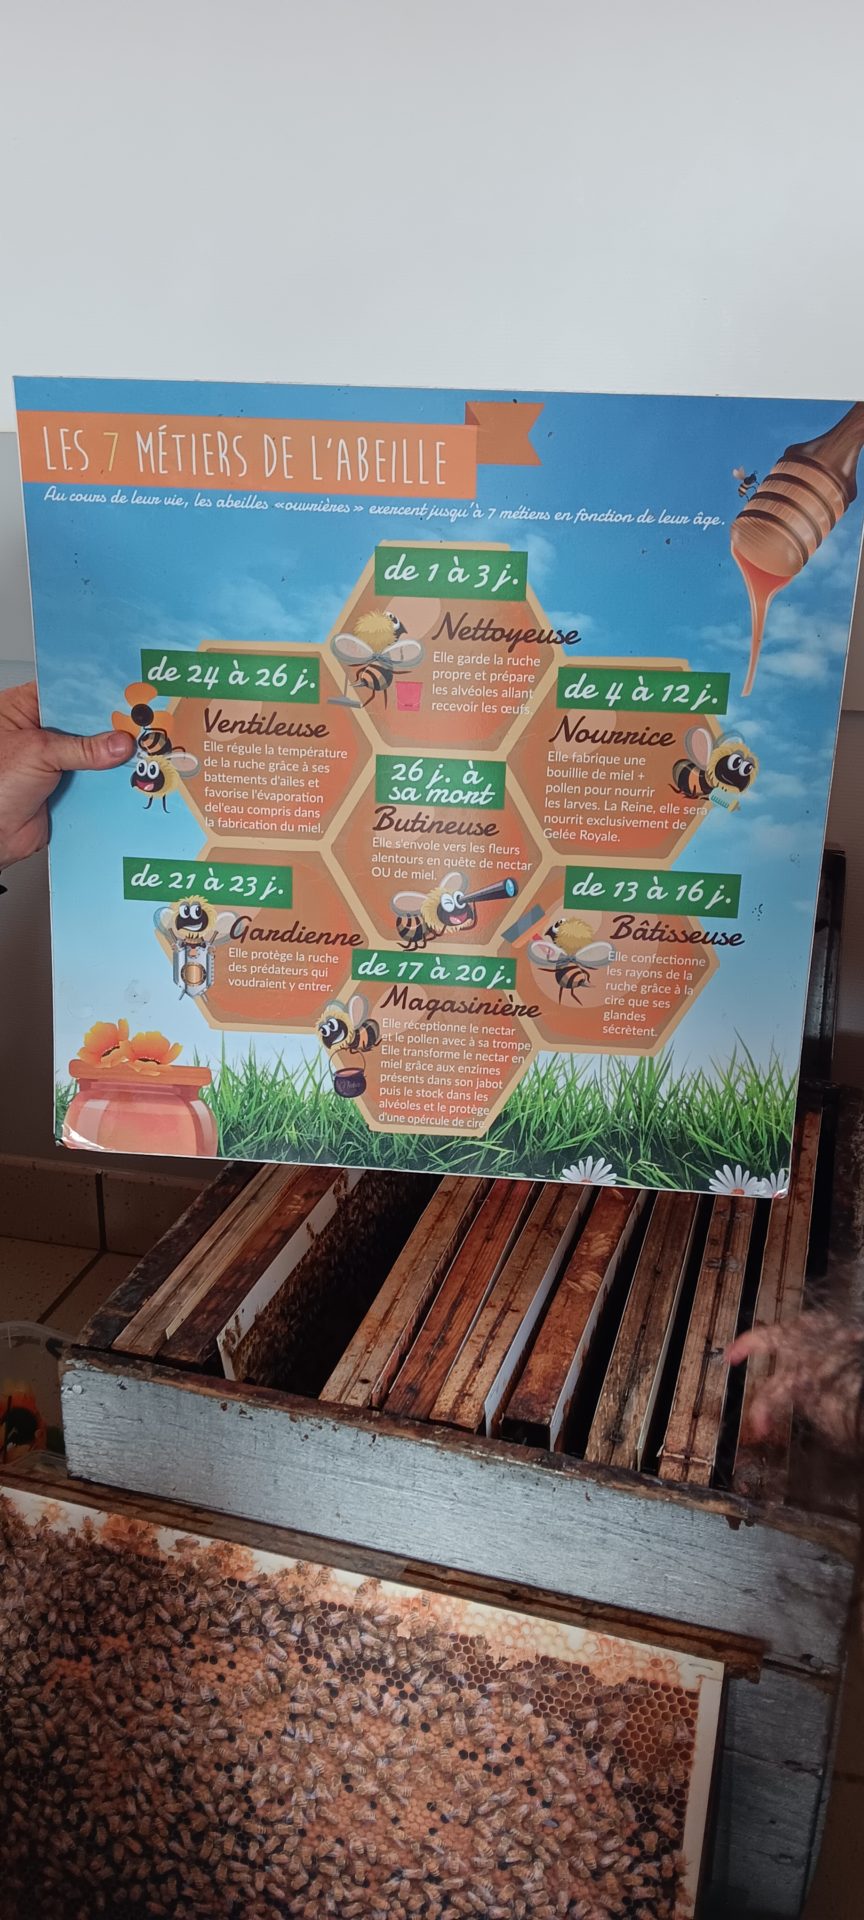 LES 7 MÉTIERS DE L'ABEILLE
Au cours de leur vie, les abeilles «ouvrières» exercent jusqu'à 7 métiers en fonction de leur âge.
de 1 à 3 j.
Nettoyeuse
Elle garde la ruche
propre et prépare
les alvéoles allant
recevoir les œufs.
de 4 à 12 j.
Nourrice
Elle fabrique une
bouillie de miel +
pollen pour nourrir
les larves. La Reine, elle sera
nourrit exclusivement de
Gelée Royale.
de 13 à 16 j.
Bâtisseuse
Elle confectionne
les rayons de la
ruche grâce à la
cire que ses
glandes
sécrètent.
de 17 à 20 j.
Magasinière
Elle réceptionne le nectar
et le pollen avec à sa trompe
Elle transforme le nectar en
miel grâce aux enzimes
présents dans son jabot
puis le stock dans les
alvéoles et le protège
d'une opércule de cire
de 21 à 23 j.
Gardienne
Elle protège la ruche
des prédateurs qui
voudraient y entrer.
de 24 à 26 j.
Ventileuse
Elle régule la température
de la ruche grâce à ses
battements d'ailes et
favorise l'évaporation
del'eau compris dans
la fabrication du miel.
26 j. à
sa mort
Butineuse
Elle s'envole vers les fleurs
alentours en quête de nectar
OU de miel.